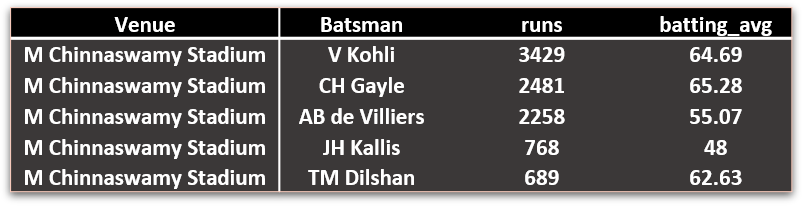 Venue Batsman runs batting_avg
M Chinnaswamy Stadium V Kohli 3429 64.69
M Chinnaswamy Stadium CH Gayle 2481 65.28
M Chinnaswamy Stadium AB de Villiers 2258 55.07
M Chinnaswamy Stadium JH Kallis 768 48
M Chinnaswamy Stadium TM Dilshan 689 62.63